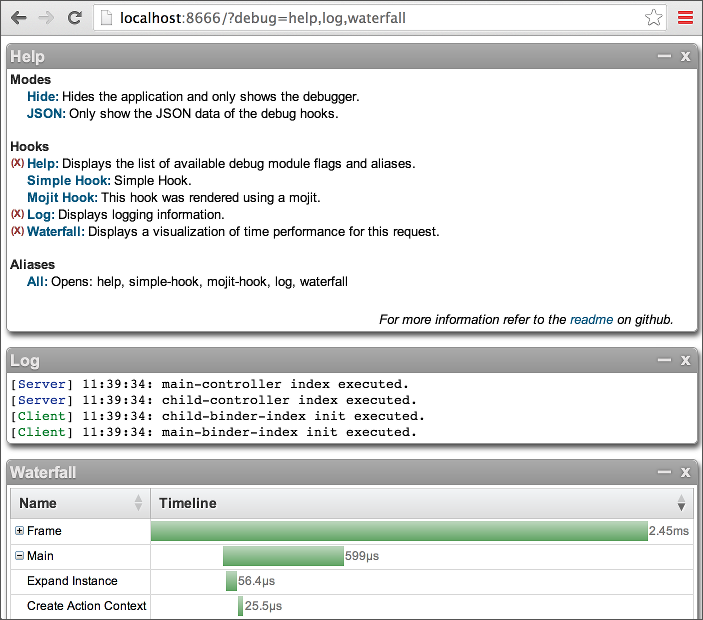 localhost:8666/?debug=help,log,waterfall
Help
Modes
Hide: Hides the application and only shows the debugger.
JSON: Only show the JSON data of the debug hooks.
Hooks
(X) Help: Displays the list of available debug module flags and aliases.
Simple Hook: Simple Hook.
Mojit Hook: This hook was rendered using a mojit.
(X) Log: Displays logging information.
(X) Waterfall: Displays a visualization of time performance for this request.
Aliases
All: Opens: help, simple-hook, mojit-hook, log, waterfall
For more information refer to the readme on github.
Log
[Server] 11:39:34: main-controller index executed.
[Server] 11:39:34: child-controller index executed.
[Client] 11:39:34: child-binder-index init executed.
[Client] 11:39:34: main-binder-index init executed.
Waterfall
Name Timeline
Frame 2.45ms
Main 599µs
Expand Instance 56.4µs
Create Action Context 25.5µs